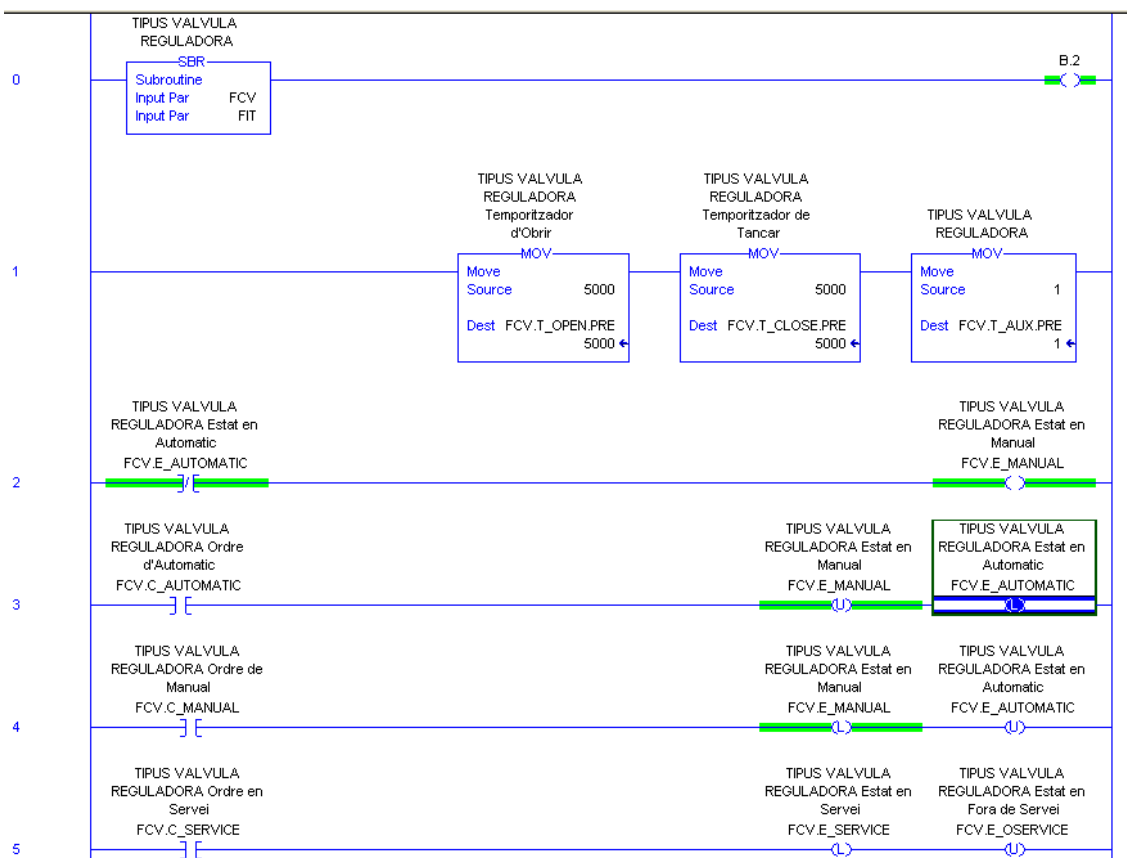 TIPUS VALVULA
REGULADORA
SBR
Subroutine
Input Par FCV
Input Par FIT
B.2
0
TIPUS VALVULA
REGULADORA
Temporitzador
d'Obrir
MOV
Move
Source 5000
Dest FCV.T_OPEN.PRE
5000
TIPUS VALVULA
REGULADORA
Temporitzador de
Tancar
MOV
Move
Source 5000
Dest FCV.T_CLOSE.PRE
5000
TIPUS VALVULA
REGULADORA
MOV
Move
Source 1
Dest FCV.T_AUX.PRE
1
1
TIPUS VALVULA
REGULADORA Estat en
Automatic
FCV.E_AUTOMATIC
/
TIPUS VALVULA
REGULADORA Estat en
Manual
FCV.E_MANUAL
2
TIPUS VALVULA
REGULADORA Ordre
d'Automatic
FCV.C_AUTOMATIC
TIPUS VALVULA
REGULADORA Estat en
Manual
FCV.E_MANUAL
U
TIPUS VALVULA
REGULADORA Estat en
Automatic
FCV.E_AUTOMATIC
L
3
TIPUS VALVULA
REGULADORA Ordre de
Manual
FCV.C_MANUAL
TIPUS VALVULA
REGULADORA Estat en
Manual
FCV.E_MANUAL
L
TIPUS VALVULA
REGULADORA Estat en
Automatic
FCV.E_AUTOMATIC
U
4
TIPUS VALVULA
REGULADORA Ordre en
Servei
FCV.C_SERVICE
TIPUS VALVULA
REGULADORA Estat en
Servei
FCV.E_SERVICE
L
TIPUS VALVULA
REGULADORA Estat en
Fora de Servei
FCV.E_OSERVICE
U
5